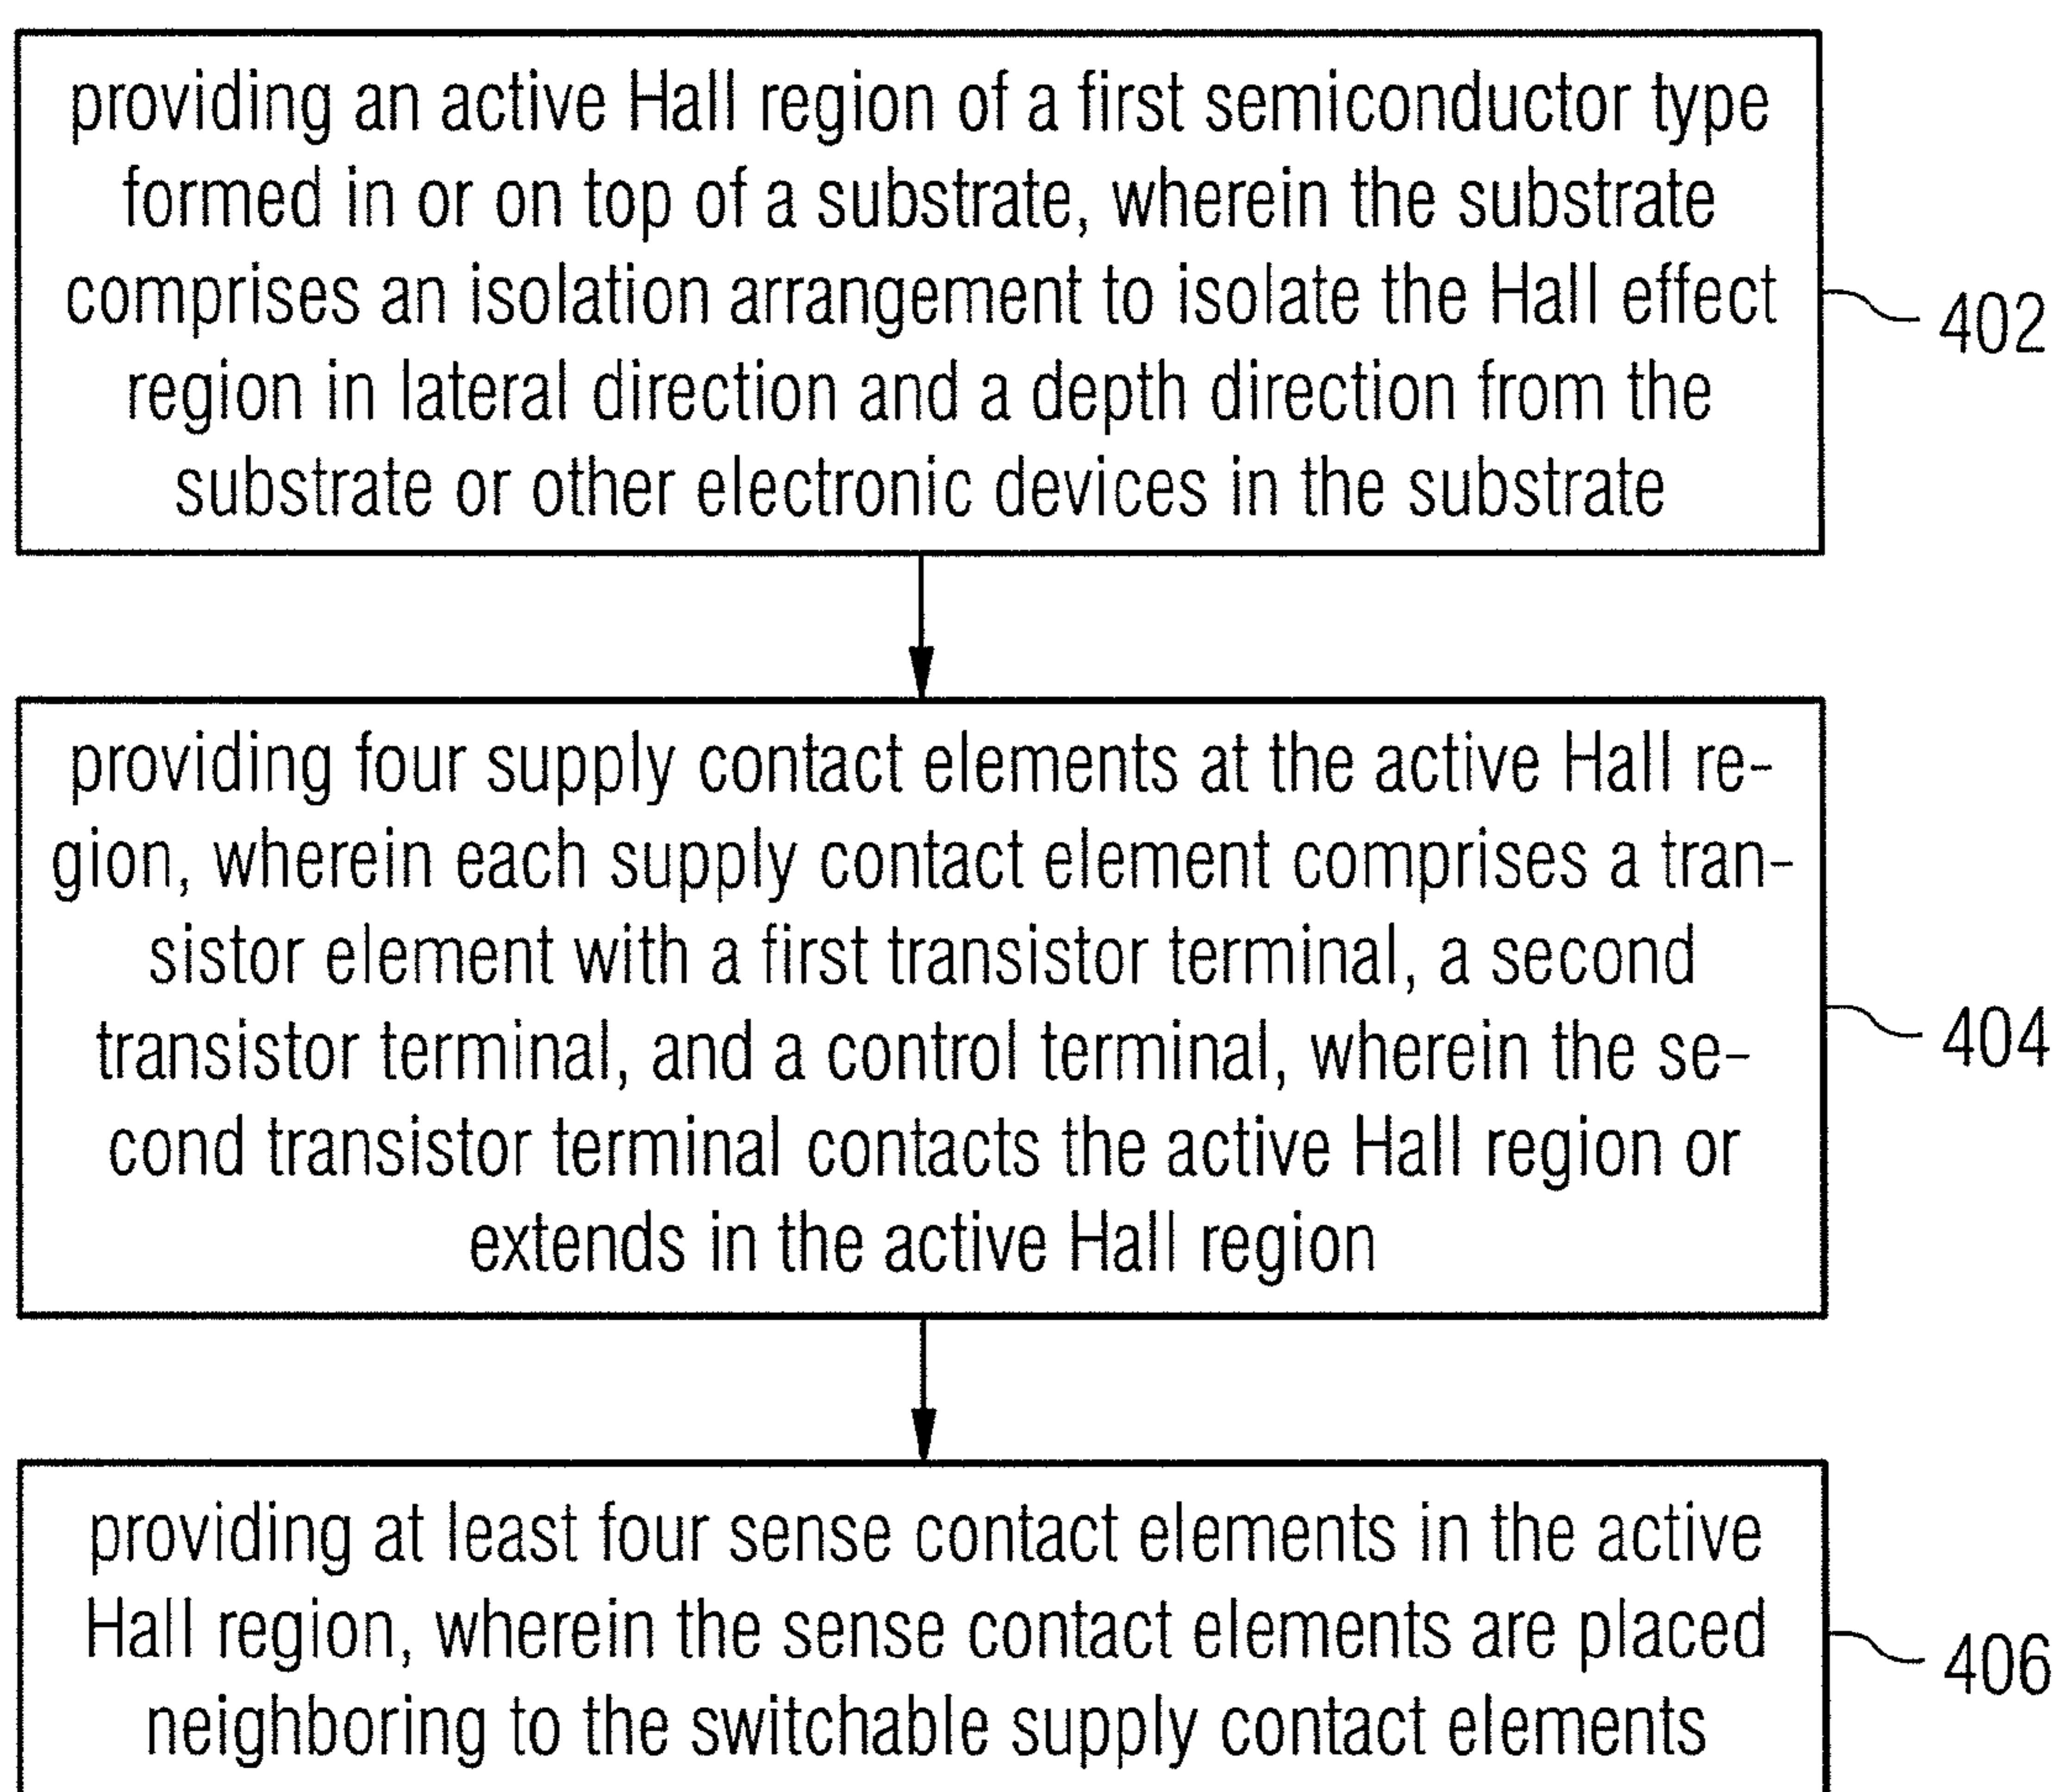 providing an active Hall region of a first semiconductor type
formed in or on top of a substrate, wherein the substrate
comprises an isolation arrangement to isolate the Hall effect
region in lateral direction and a depth direction from the
substrate or other electronic devices in the substrate
402
providing four supply contact elements at the active Hall re-
gion, wherein each supply contact element comprises a tran-
sistor element with a first transistor terminal, a second
transistor terminal, and a control terminal, wherein the se-
cond transistor terminal contacts the active Hall region or
extends in the active Hall region
404
providing at least four sense contact elements in the active
Hall region, wherein the sense contact elements are placed
neighboring to the switchable supply contact elements
406